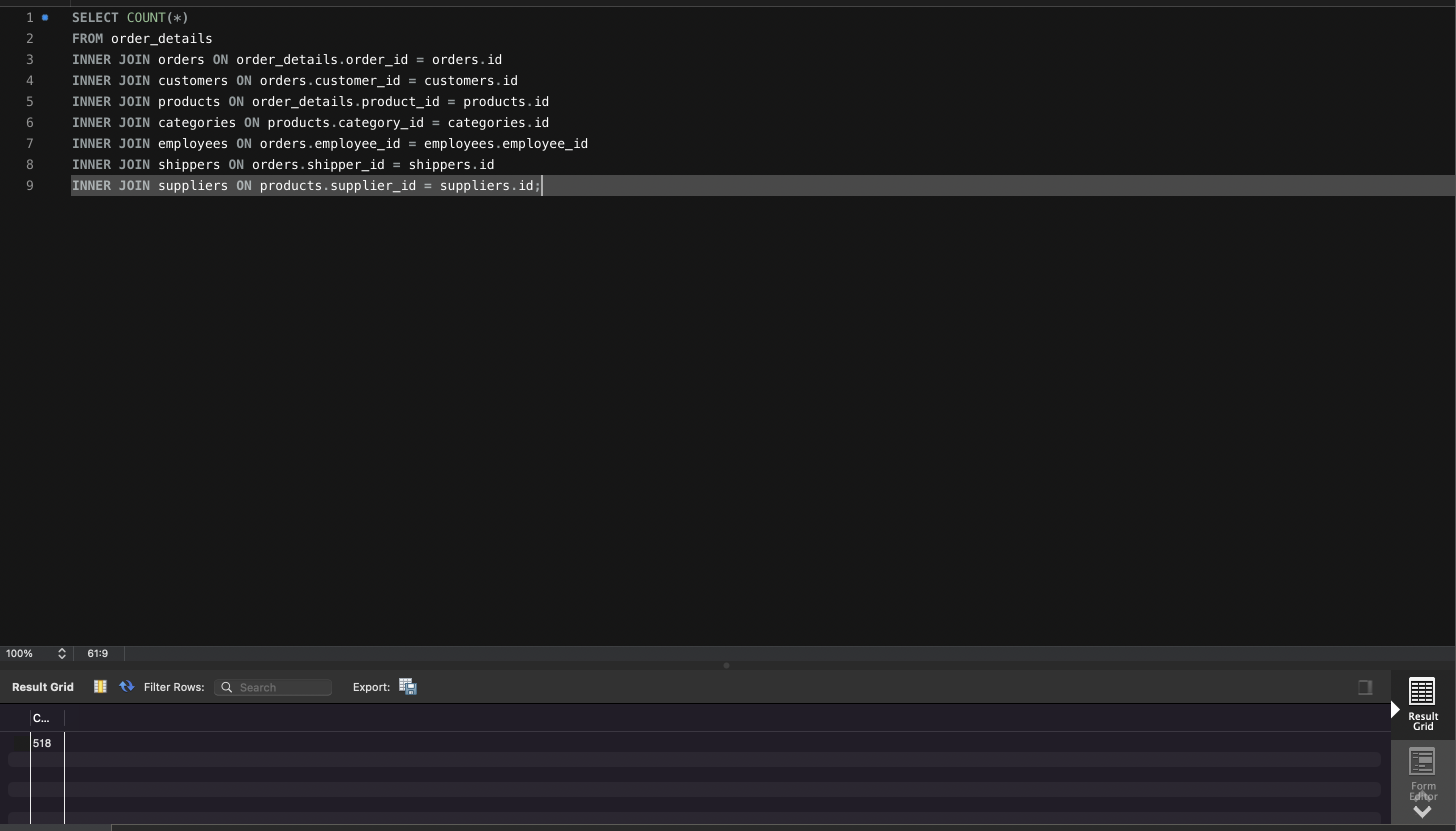 1 SELECT COUNT(*)
2 FROM order_details
3 INNER JOIN orders ON order_details.order_id = orders.id
4 INNER JOIN customers ON orders.customer_id = customers.id
5 INNER JOIN products ON order_details.product_id = products.id
6 INNER JOIN categories ON products.category_id = categories.id
7 INNER JOIN employees ON orders.employee_id = employees.employee_id
8 INNER JOIN shippers ON orders.shipper_id = shippers.id
9 INNER JOIN suppliers ON products.supplier_id = suppliers.id;
100% 61:9
Result Grid Filter Rows: Search Export:
C...
518
Result
Grid
Form
Editor